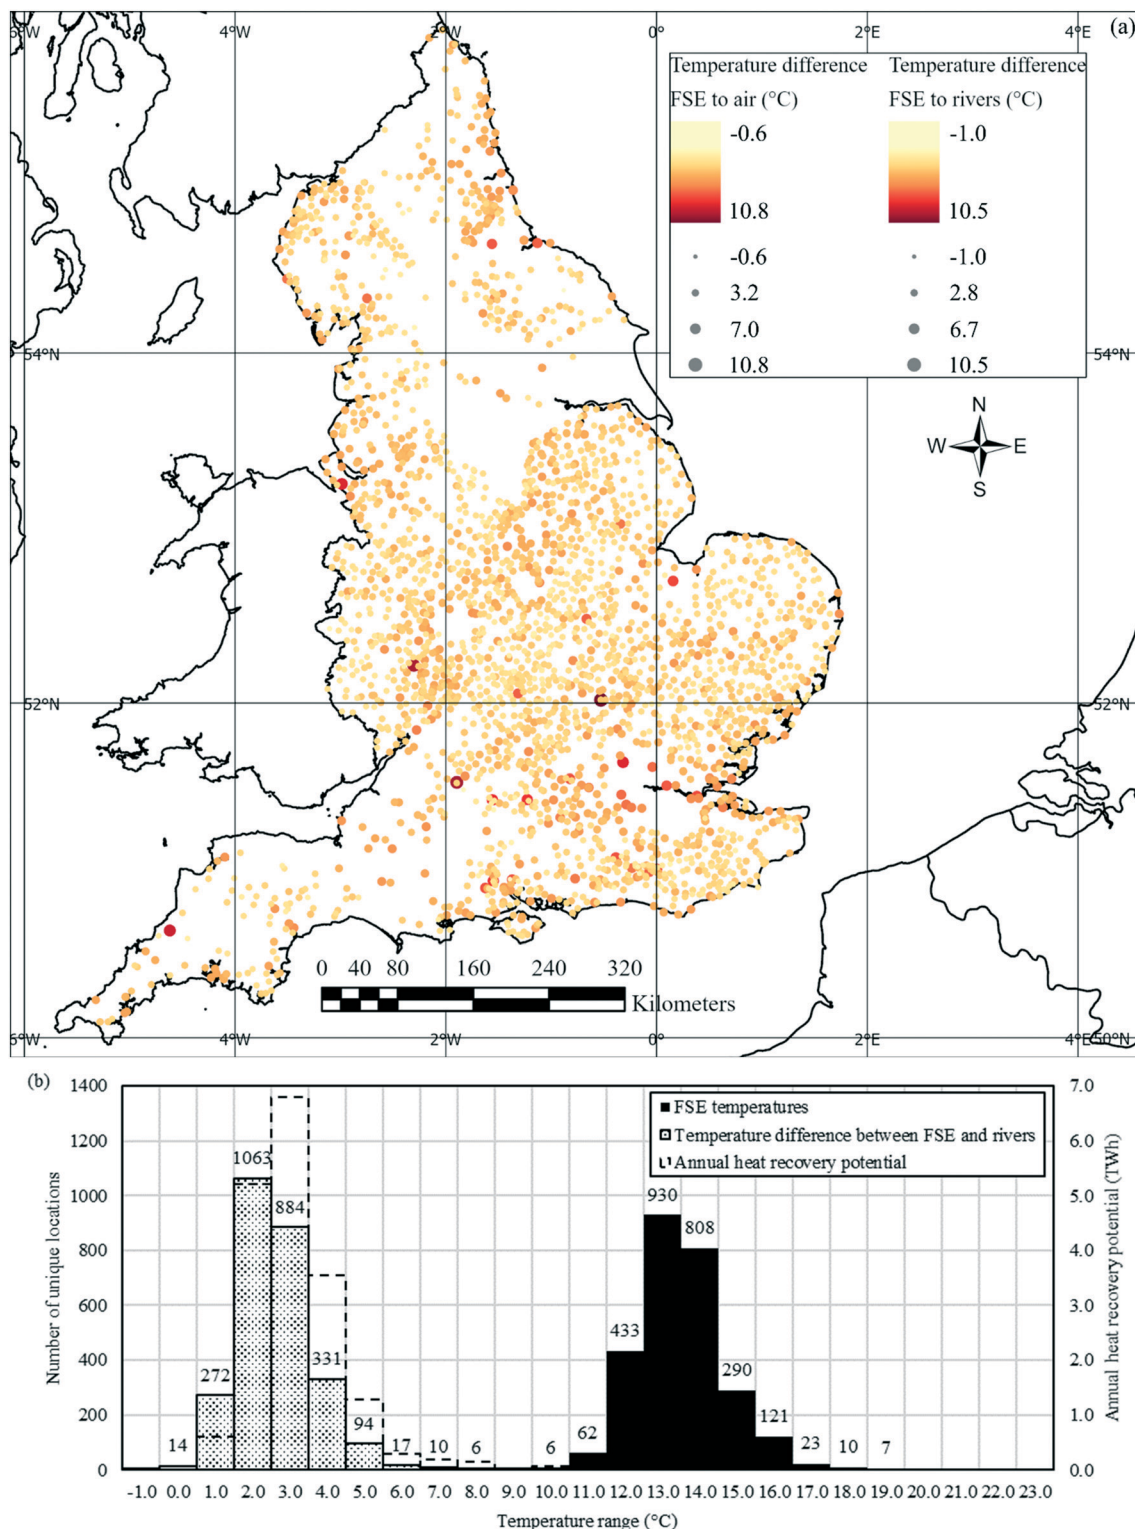 (a)
6°W 4°W 2°W 0° 2°E 4°E
Temperature difference
FSE to air (°C)
-0.6
10.8
-0.6
3.2
7.0
10.8
Temperature difference
FSE to rivers (°C)
-1.0
10.5
-1.0
2.8
6.7
10.5
54°N 54°N
N
W E
S
52°N 52°N
0 40 80 160 240 320
Kilometers
4°W 2°W 0° 2°E 4°E 50°N
(b)
1400 7.0
1200 6.0
1000 5.0
800 4.0
600 3.0
400 2.0
200 1.0
0 0.0
Number of unique locations
Annual heat recovery potential (TWh)
FSE temperatures
Temperature difference between FSE and rivers
Annual heat recovery potential
14 272 1063 884 331 94 17 10 6 6 62 433 930 808 290 121 23 10 7
-1.0 0.0 1.0 2.0 3.0 4.0 5.0 6.0 7.0 8.0 9.0 10.0 11.0 12.0 13.0 14.0 15.0 16.0 17.0 18.0 19.0 20.0 21.0 22.0 23.0
Temperature range (°C)